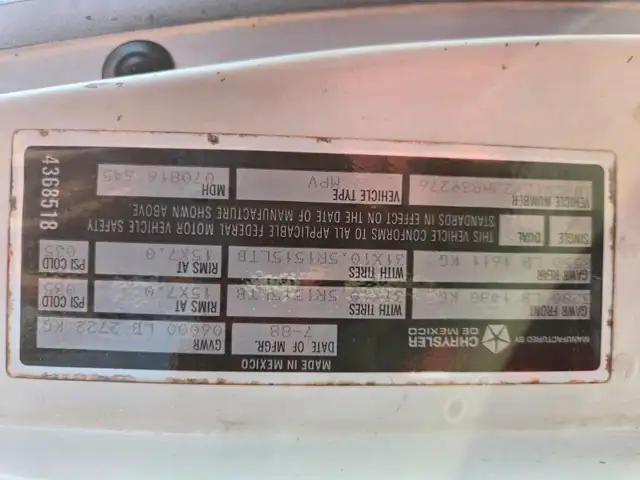 MADE IN MEXICO
MANUFACTURED BY
CHRYSLER
DE MEXICO
DATE OF MFGR.
7-88
GVWR
06000 LB 2722 KG
GAWR FRONT
LB 1486 KG
WITH TIRES
RIMS AT
15X7.0
PSI COLD
035
GAWR REAR
LB 1611 KG
WITH TIRES
31X10.5R1515LTB
RIMS AT
15X7.0
PSI COLD
035
SINGLE
DUAL
THIS VEHICLE CONFORMS TO ALL APPLICABLE FEDERAL MOTOR VEHICLE SAFETY
STANDARDS IN EFFECT ON THE DATE OF MANUFACTURE SHOWN ABOVE.
VEHICLE NUMBER
VEHICLE TYPE
MPV
MDH
070816 545
4368518